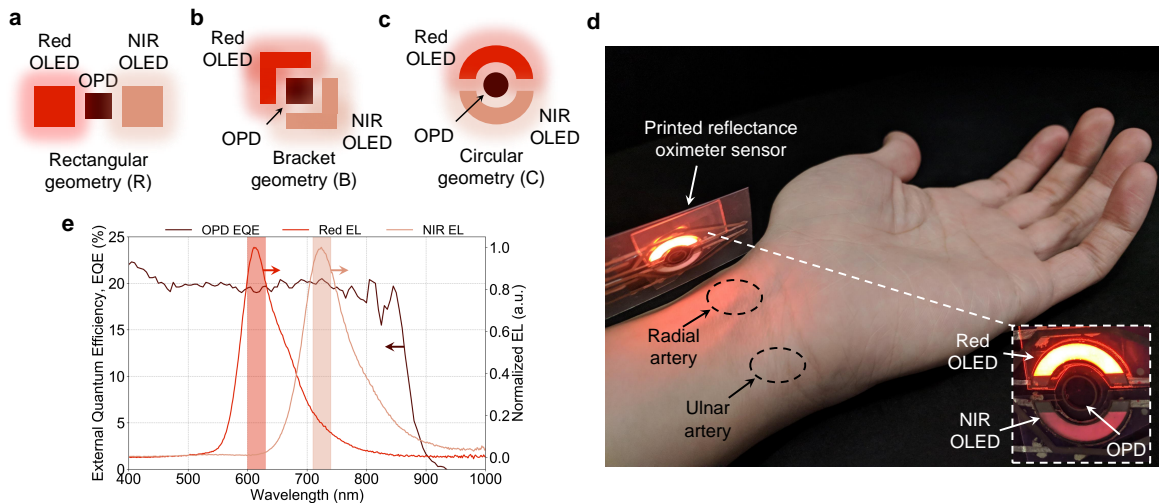 a
Red
OLED
NIR
OLED
OPD
Rectangular
geometry (R)
b
Red
OLED
OPD
NIR
OLED
Bracket
geometry (B)
c
Red
OLED
OPD
NIR
OLED
Circular
geometry (C)
d
Printed reflectance
oximeter sensor
Radial
artery
Ulnar
artery
Red
OLED
NIR
OLED
OPD
e
OPD EQE
Red EL
NIR EL
External Quantum Efficiency, EQE (%)
25
20
15
10
5
0
400
500
600
700
800
900
1000
Wavelength (nm)
1.0
0.8
0.6
0.4
0.2
0.0
Normalized EL (a.u.)